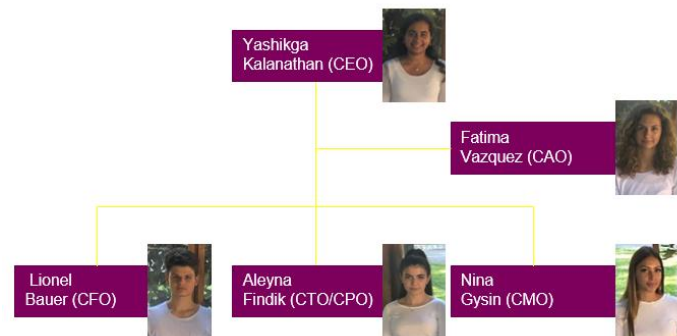 Yashikga
Kalanathan (CEO)
Fatima
Vazquez (CAO)
Lionel
Bauer (CFO)
Aleyna
Findik (CTO/CPO)
Nina
Gysin (CMO)